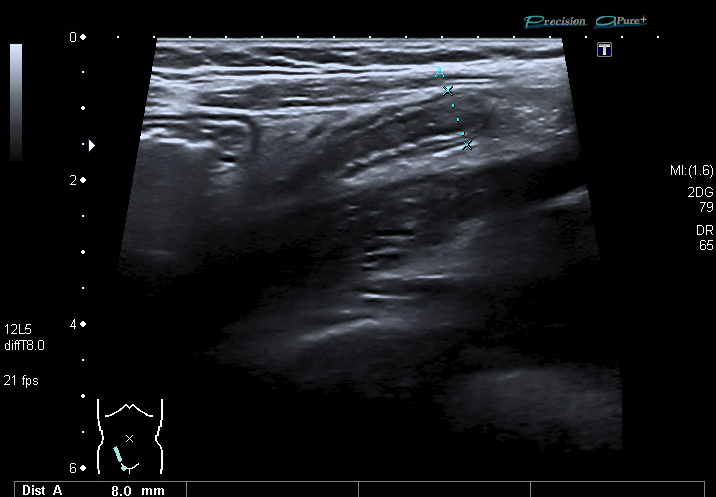 Precision APure+
T
0
A
2
MI:(1.6)
2DG
79
DR
65
4
12L5
diffT8.0
21 fps
6
Dist A 8.0 mm